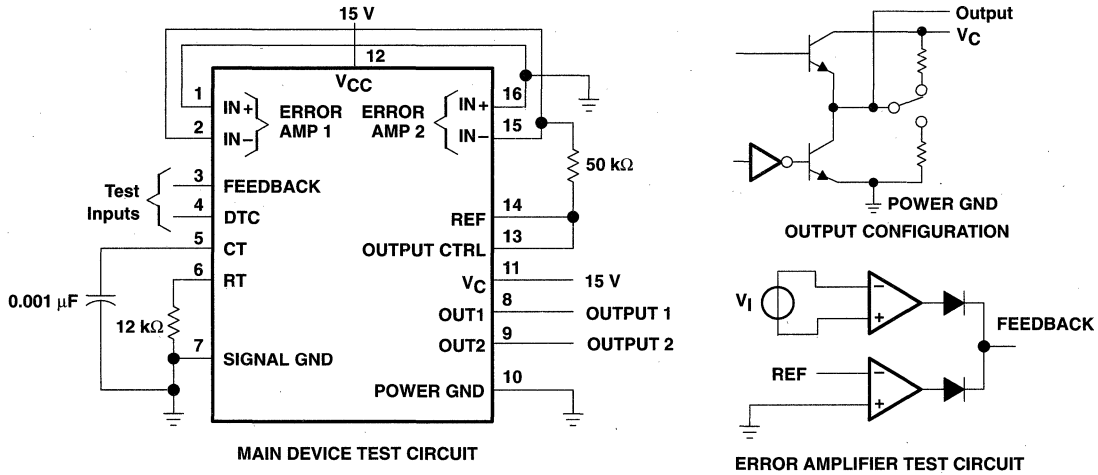 15 V
12
VCC
1
IN+
2
IN−
ERROR
AMP 1
ERROR
AMP 2
IN+
16
IN−
15
50 kΩ
Test
Inputs
3
FEEDBACK
4
DTC
REF
14
5
CT
OUTPUT CTRL
13
6
RT
VC
11
15 V
0.001 μF
12 kΩ
OUT1
8
OUTPUT 1
OUT2
9
OUTPUT 2
7
SIGNAL GND
POWER GND
10
MAIN DEVICE TEST CIRCUIT
Output
VC
POWER GND
OUTPUT CONFIGURATION
VI
−
+
FEEDBACK
REF
−
+
ERROR AMPLIFIER TEST CIRCUIT